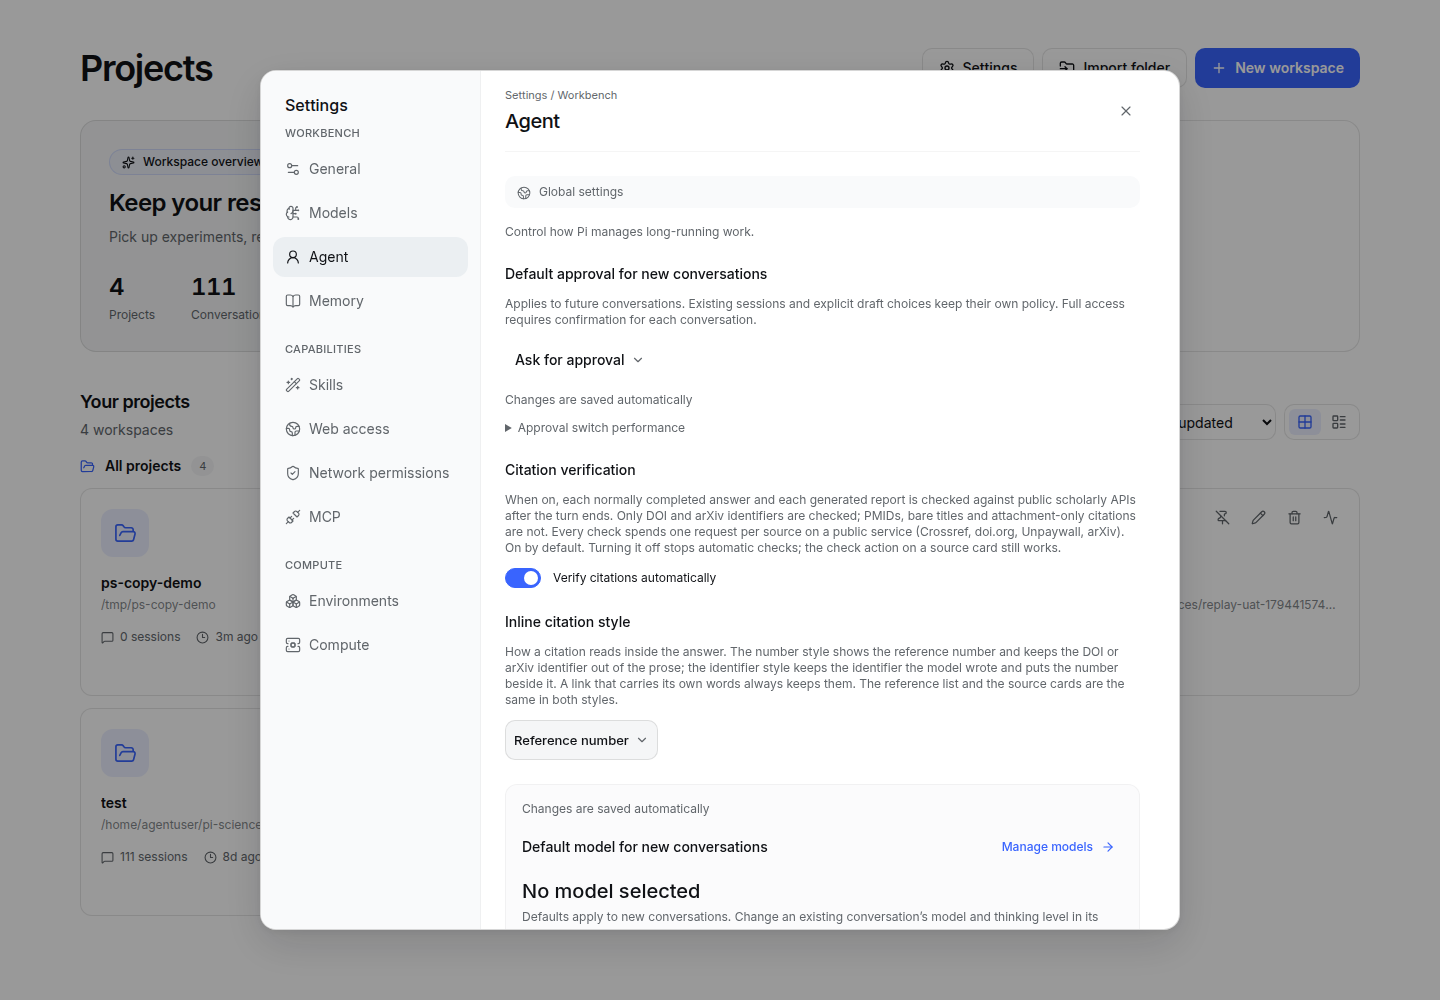 Projects
Settings
Import folder
New workspace
Workspace overview
Keep your res
Pick up experiments, re
4
Projects
111
Conversatio
Your projects
4 workspaces
All projects
4
updated
ps-copy-demo
/tmp/ps-copy-demo
0 sessions
3m ago
ces/replay-uat-179441574...
test
/home/agentuser/pi-science
111 sessions
8d ago
Settings
WORKBENCH
General
Models
Agent
Memory
CAPABILITIES
Skills
Web access
Network permissions
MCP
COMPUTE
Environments
Compute
Settings / Workbench
Agent
Global settings
Control how Pi manages long-running work.
Default approval for new conversations
Applies to future conversations. Existing sessions and explicit draft choices keep their own policy. Full access
requires confirmation for each conversation.
Ask for approval
Changes are saved automatically
Approval switch performance
Citation verification
When on, each normally completed answer and each generated report is checked against public scholarly APIs
after the turn ends. Only DOI and arXiv identifiers are checked; PMIDs, bare titles and attachment-only citations
are not. Every check spends one request per source on a public service (Crossref, doi.org, Unpaywall, arXiv).
On by default. Turning it off stops automatic checks; the check action on a source card still works.
Verify citations automatically
Inline citation style
How a citation reads inside the answer. The number style shows the reference number and keeps the DOI or
arXiv identifier out of the prose; the identifier style keeps the identifier the model wrote and puts the number
beside it. A link that carries its own words always keeps them. The reference list and the source cards are the
same in both styles.
Reference number
Changes are saved automatically
Default model for new conversations
Manage models
No model selected
Defaults apply to new conversations. Change an existing conversation's model and thinking level in its